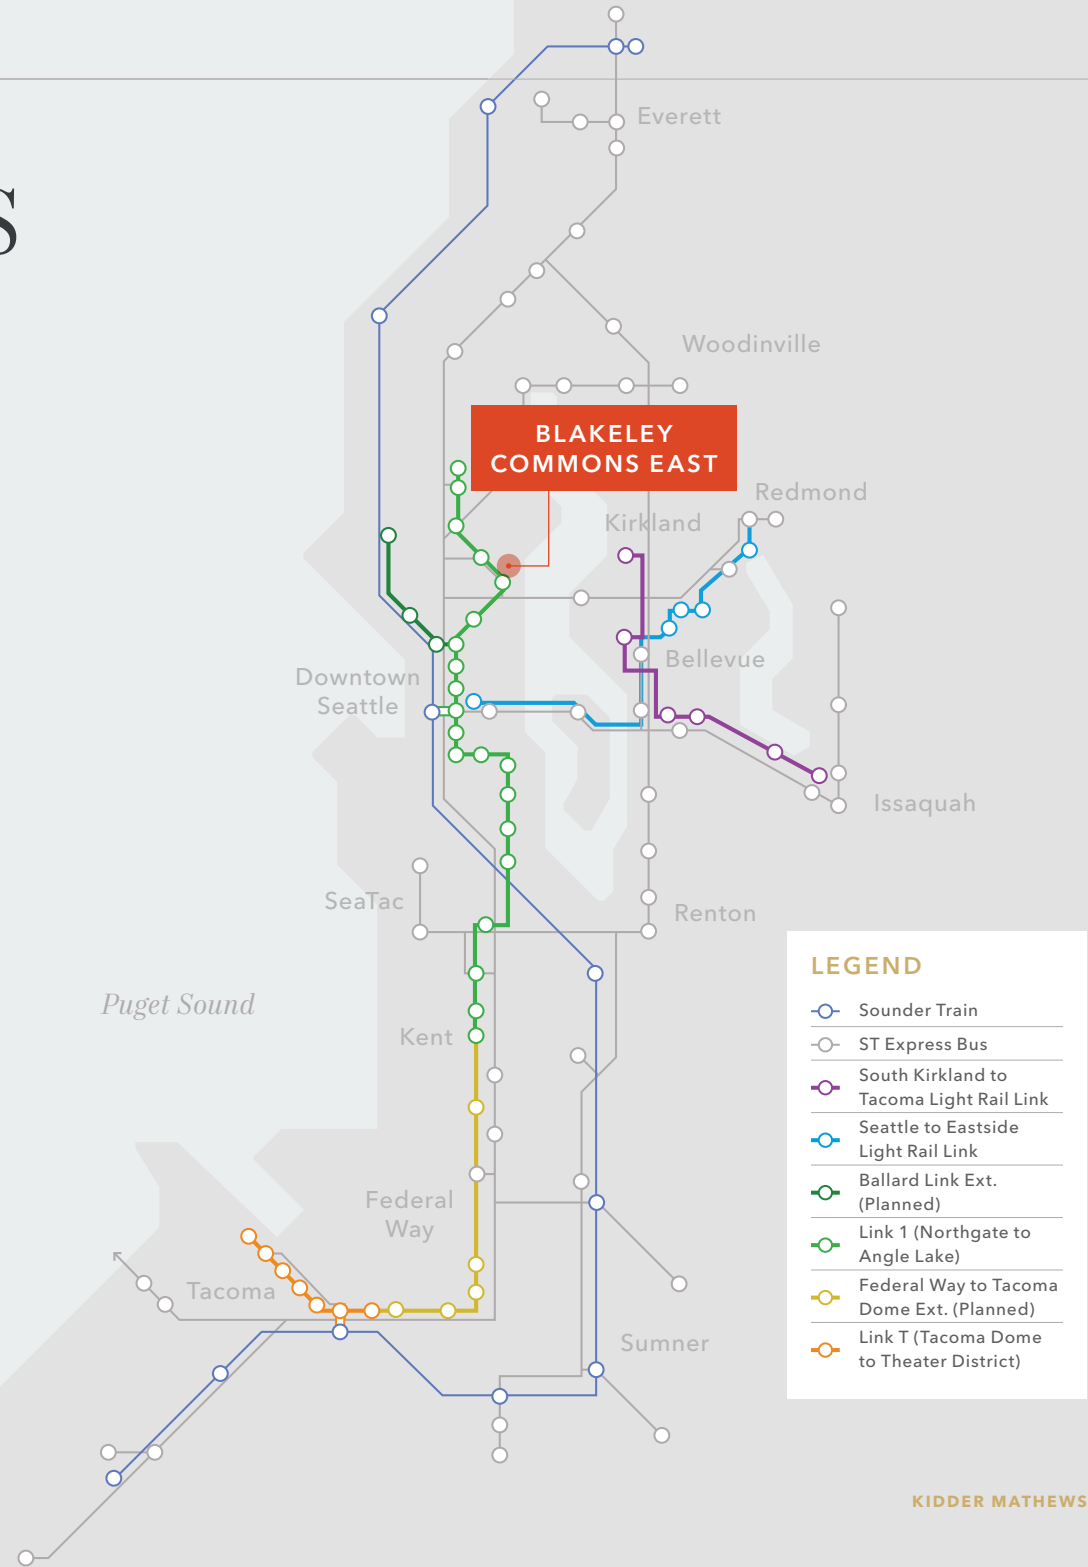 S
Everett
Woodinville
BLAKELEY
COMMONS EAST
Redmond
Kirkland
Bellevue
Downtown
Seattle
Issaquah
SeaTac
Renton
Puget Sound
Kent
Federal
Way
Tacoma
Sumner
LEGEND
Sounder Train
ST Express Bus
South Kirkland to
Tacoma Light Rail Link
Seattle to Eastside
Light Rail Link
Ballard Link Ext.
(Planned)
Link 1 (Northgate to
Angle Lake)
Federal Way to Tacoma
Dome Ext. (Planned)
Link T (Tacoma Dome
to Theater District)
KIDDER MATHEWS